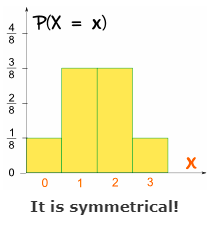 P(X = x)
4/8
3/8
2/8
1/8
0
0 1 2 3 X
It is symmetrical!